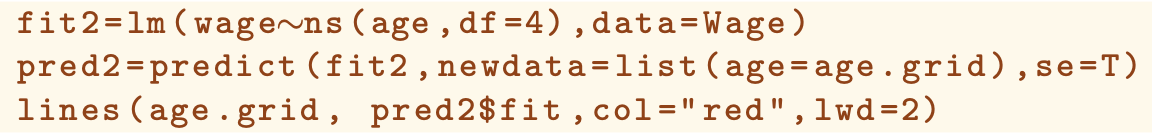 fit2=lm(wage~ns(age,df=4),data=Wage)
pred2=predict(fit2,newdata=list(age=age.grid),se=T)
lines(age.grid, pred2$fit,col="red",lwd=2)